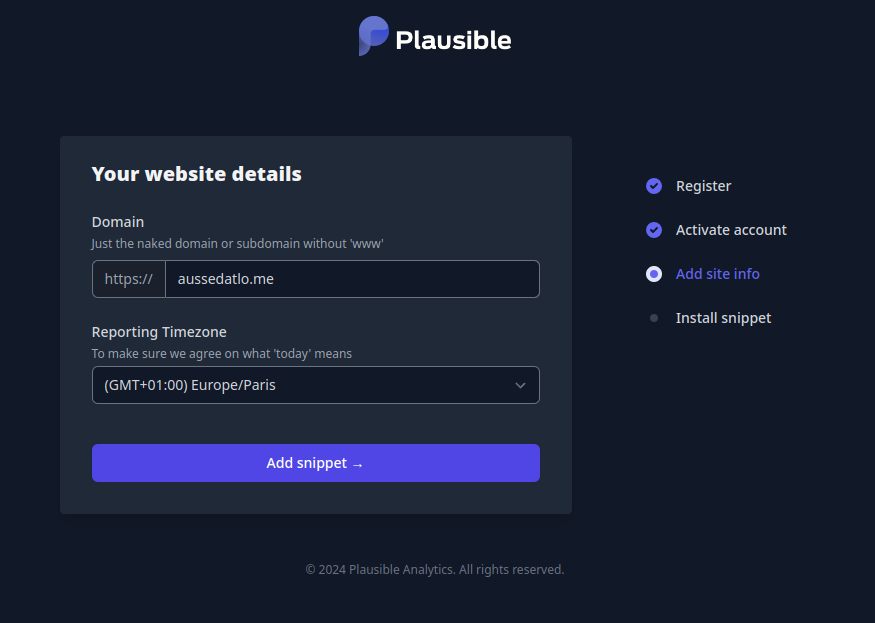 Plausible
Your website details
Domain
Just the naked domain or subdomain without 'www'
https:// aussedatlo.me
Reporting Timezone
To make sure we agree on what 'today' means
(GMT+01:00) Europe/Paris
Add snippet →
Register
Activate account
Add site info
Install snippet
© 2024 Plausible Analytics. All rights reserved.